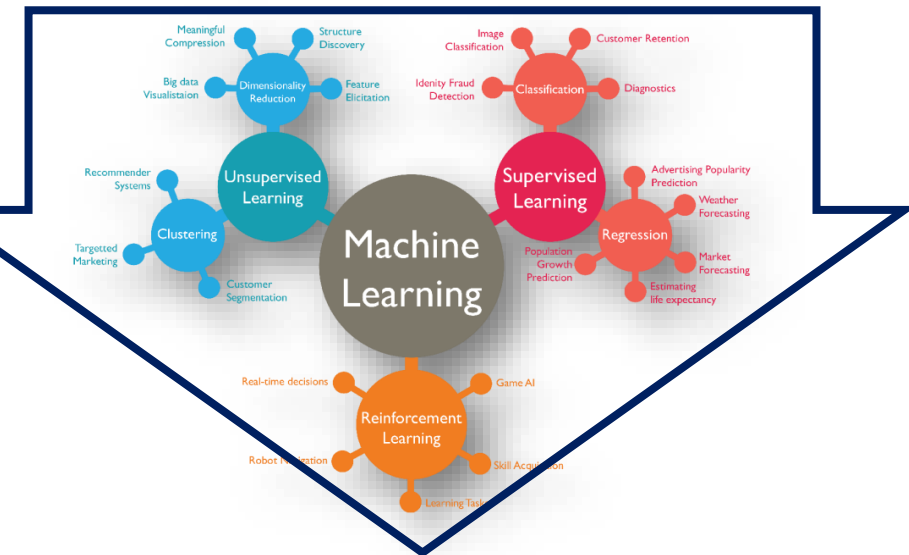 Meaningful
Compression
Structure
Discovery
Big data
Visualistaion
Dimensionality
Reduction
Feature
Elicitation
Unsupervised
Learning
Recommender
Systems
Clustering
Targetted
Marketing
Customer
Segmentation
Machine
Learning
Image
Classification
Customer Retention
Idenity Fraud
Detection
Classification
Diagnostics
Supervised
Learning
Advertising Popularity
Prediction
Weather
Forecasting
Regression
Population
Growth
Prediction
Market
Forecasting
Estimating
life expectancy
Real-time decisions
Game AI
Reinforcement
Learning
Robot
Skill
Learning